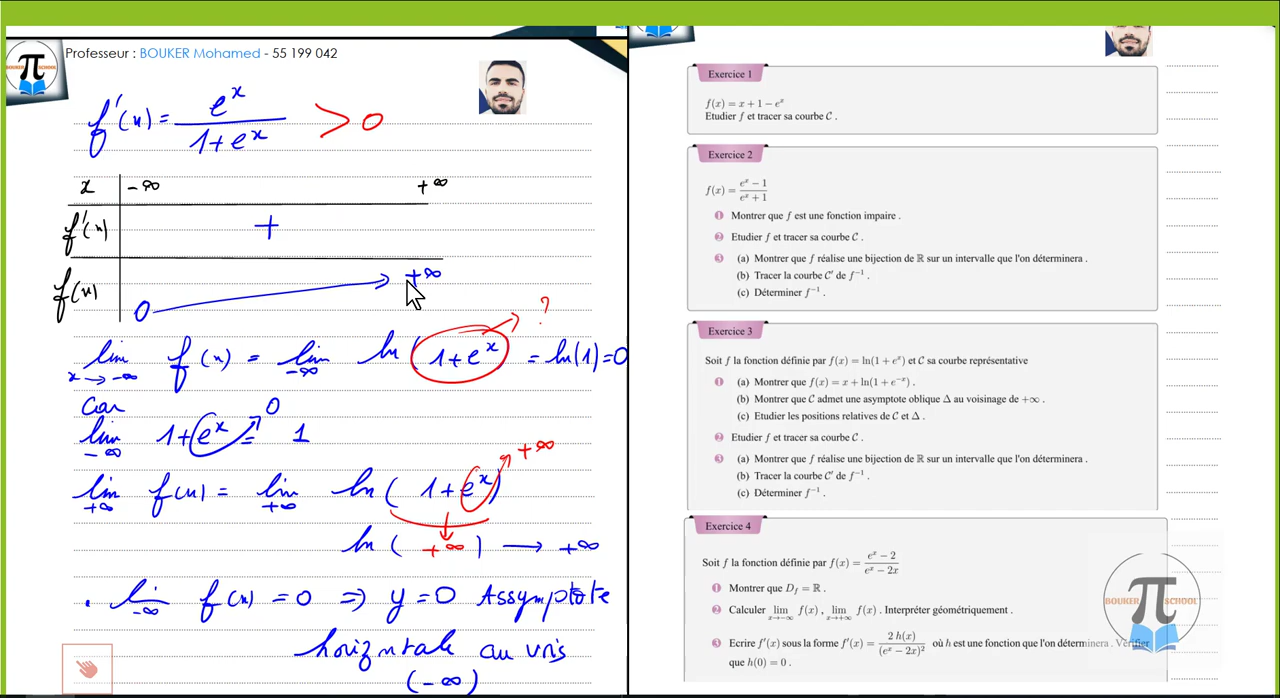 Professeur : BOUKER Mohamed - 55 199 042
π
BOUKER SCHOOL
f'(x) = e^x / (1+e^x) > 0
x -∞ +∞
f'(x) +
f(x) 0 +∞
lim x→-∞ f(x) = lim -∞ ln(1+e^x) = ln(1)=0
?
Car
lim -∞ 1+e^x = 1
0
lim +∞ f(x) = lim +∞ ln(1+e^x)
+∞
ln(+∞) → +∞
. lim -∞ f(x) = 0 ⇒ y=0 Assymptote
horizontale au vris
(-∞)
Exercice 1
f(x) = x + 1 − e^x
Etudier f et tracer sa courbe C .
Exercice 2
f(x) = (e^x − 1)/(e^x + 1)
1 Montrer que f est une fonction impaire .
2 Etudier f et tracer sa courbe C .
3 (a) Montrer que f réalise une bijection de ℝ sur un intervalle que l'on déterminera .
(b) Tracer la courbe C' de f^−1 .
(c) Déterminer f^−1 .
Exercice 3
Soit f la fonction définie par f(x) = ln(1 + e^x) et C sa courbe représentative
1 (a) Montrer que f(x) = x + ln(1 + e^−x) .
(b) Montrer que C admet une asymptote oblique Δ au voisinage de +∞ .
(c) Etudier les positions relatives de C et Δ .
2 Etudier f et tracer sa courbe C .
3 (a) Montrer que f réalise une bijection de ℝ sur un intervalle que l'on déterminera .
(b) Tracer la courbe C' de f^−1 .
(c) Déterminer f^−1 .
Exercice 4
Soit f la fonction définie par f(x) = (e^x − 2)/(e^x − 2x)
1 Montrer que D_f = ℝ .
2 Calculer lim x→−∞ f(x) , lim x→+∞ f(x) . Interpréter géométriquement .
3 Ecrire f'(x) sous la forme f'(x) = 2 h(x)/(e^x − 2x)^2 où h est une fonction que l'on déterminera . Vérifier
que h(0) = 0 .
π
BOUKER SCHOOL